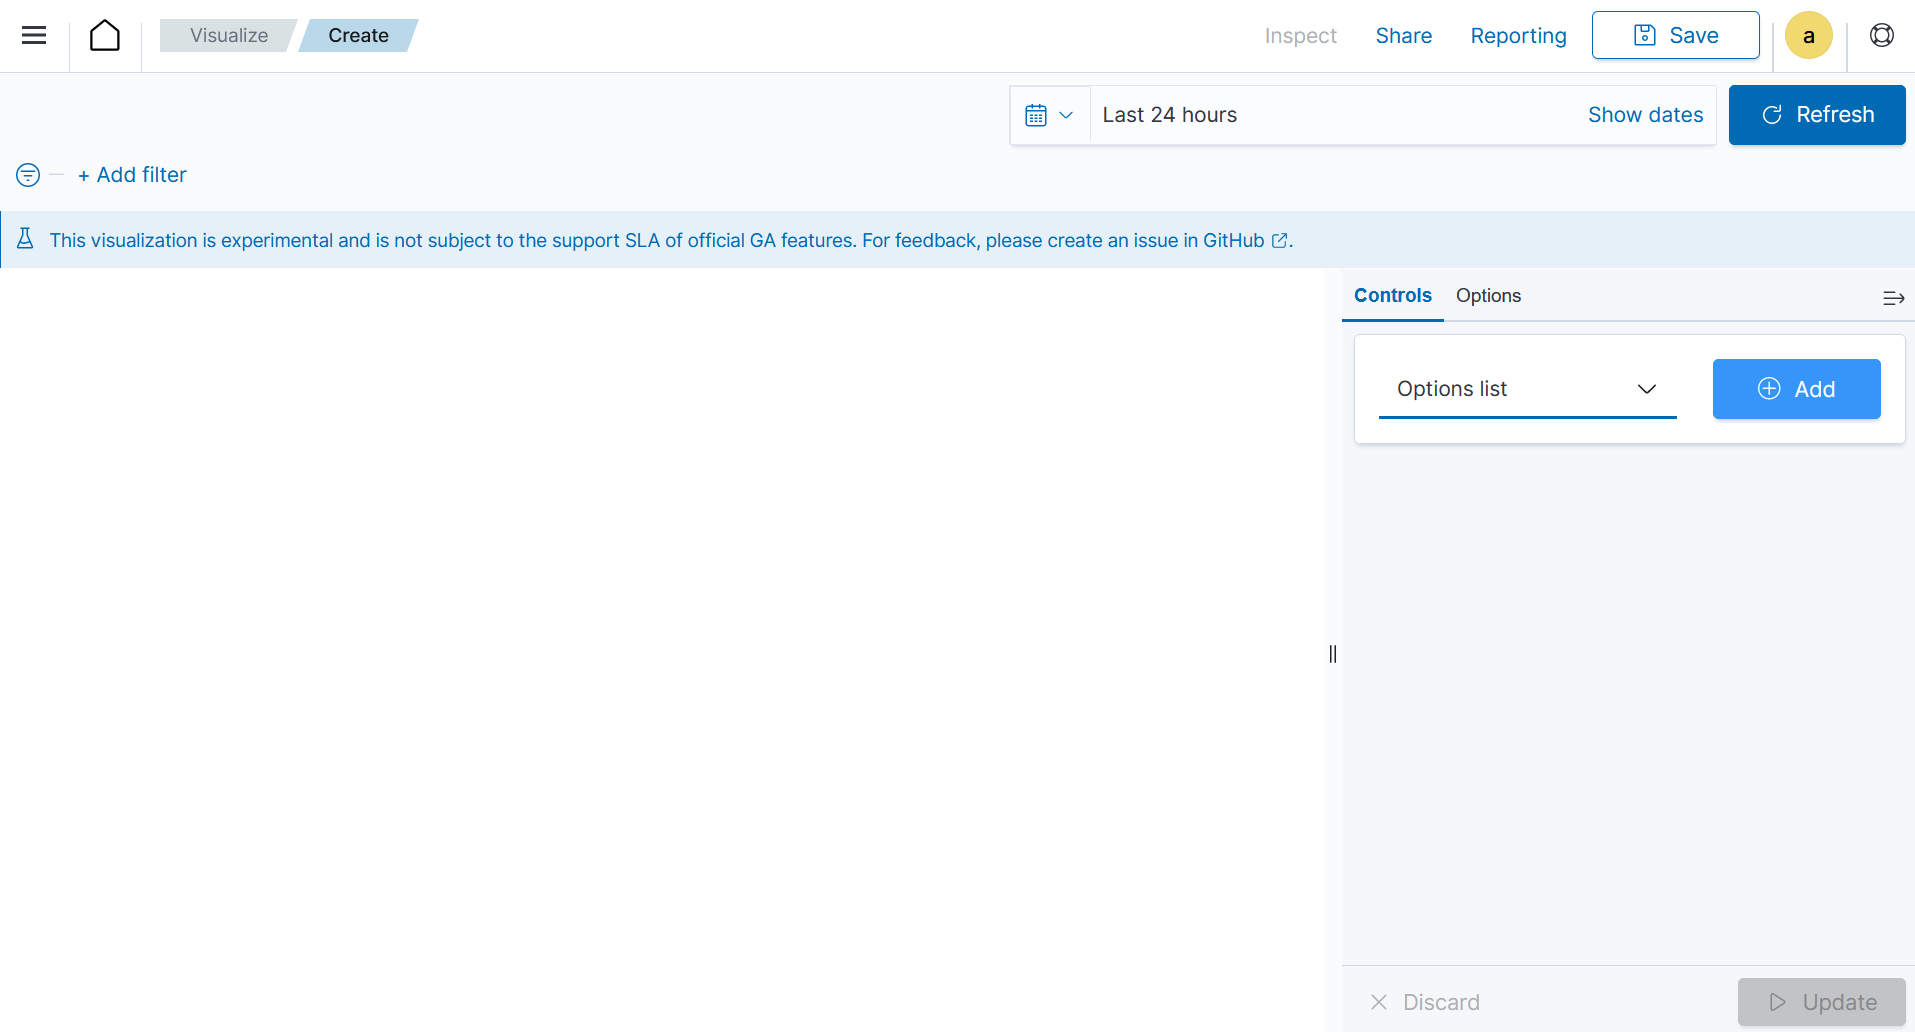 Visualize Create Inspect Share Reporting Save a
Last 24 hours Show dates Refresh
+ Add filter
This visualization is experimental and is not subject to the support SLA of official GA features. For feedback, please create an issue in GitHub.
Controls Options
Options list Add
Discard Update